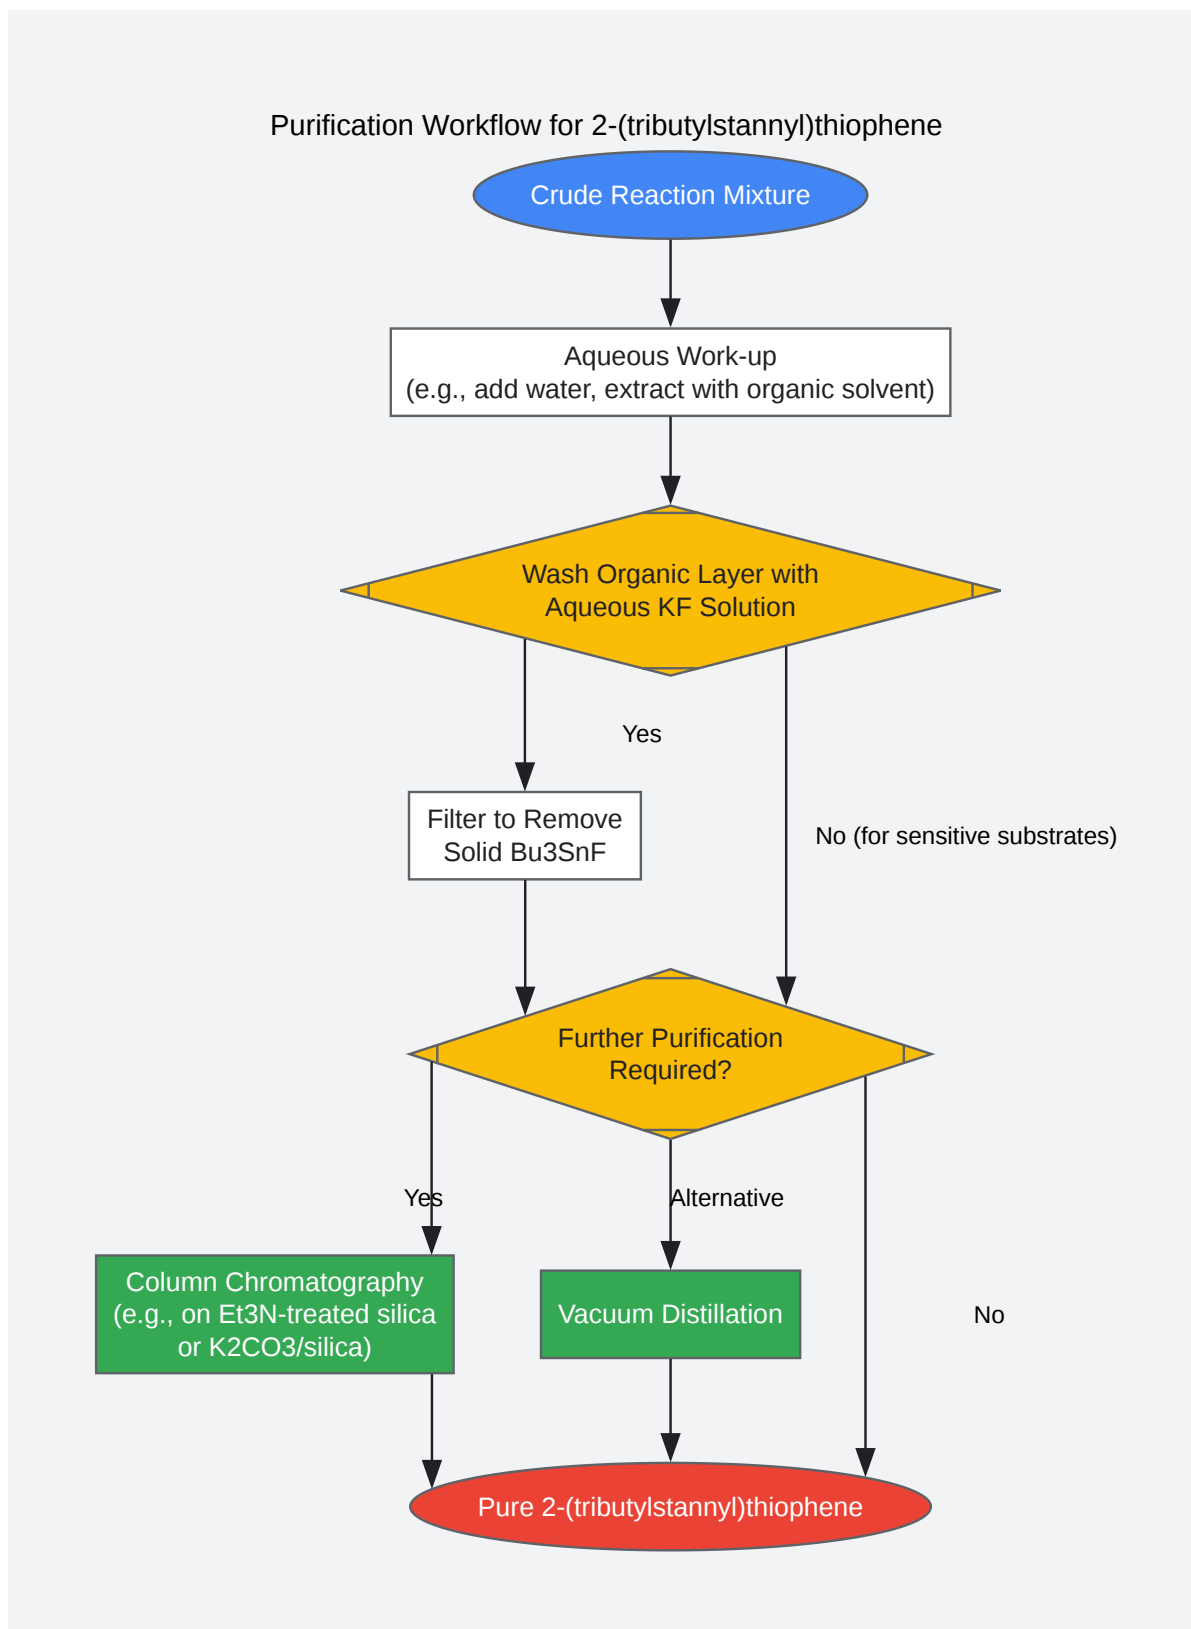 Purification Workflow for 2-(tributylstannyl)thiophene
Crude Reaction Mixture
Aqueous Work-up
(e.g., add water, extract with organic solvent)
Wash Organic Layer with
Aqueous KF Solution
Yes
Filter to Remove
Solid Bu3SnF
No (for sensitive substrates)
Further Purification
Required?
Yes
Alternative
Column Chromatography
(e.g., on Et3N-treated silica
or K2CO3/silica)
Vacuum Distillation
No
Pure 2-(tributylstannyl)thiophene